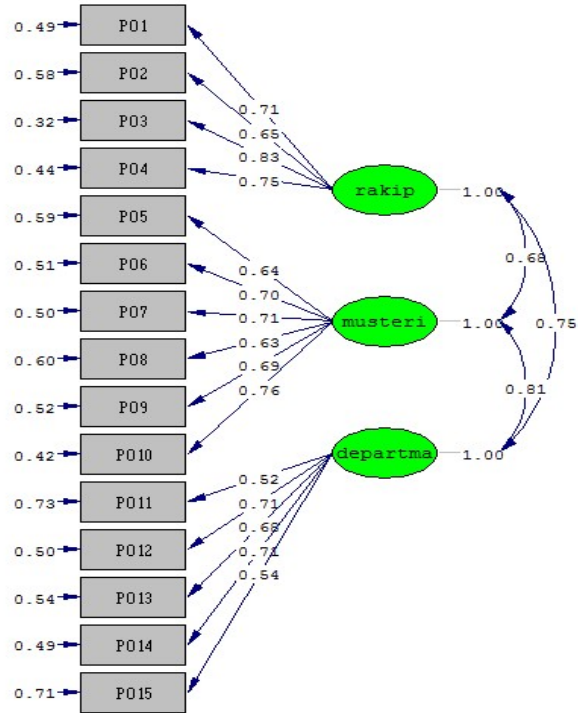 0.49 PO1
0.58 PO2
0.32 PO3
0.44 PO4
0.59 PO5
0.51 PO6
0.50 PO7
0.60 PO8
0.52 PO9
0.42 PO10
0.73 PO11
0.50 PO12
0.54 PO13
0.49 PO14
0.71 PO15
0.71
0.65
0.83
0.75
0.64
0.70
0.71
0.63
0.69
0.76
0.52
0.71
0.68
0.71
0.54
rakip 1.00
musteri 1.00
departma 1.00
0.68
0.75
0.81